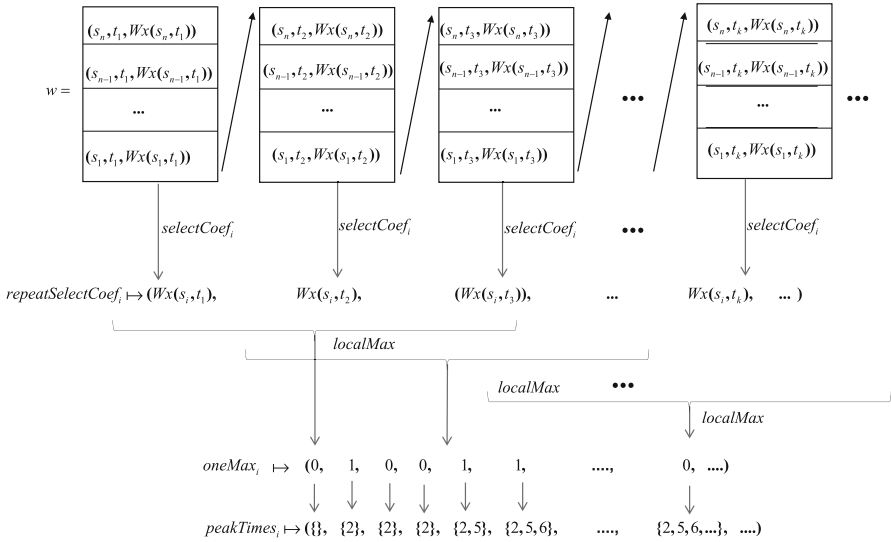 (s_n, t_1, Wx(s_n, t_1)) (s_n, t_2, Wx(s_n, t_2)) (s_n, t_3, Wx(s_n, t_3)) (s_n, t_k, Wx(s_n, t_k))
w = (s_{n-1}, t_1, Wx(s_{n-1}, t_1)) (s_{n-1}, t_2, Wx(s_{n-1}, t_2)) (s_{n-1}, t_3, Wx(s_{n-1}, t_3)) ... (s_{n-1}, t_k, Wx(s_{n-1}, t_k)) ...
... ... ... ...
(s_1, t_1, Wx(s_1, t_1)) (s_1, t_2, Wx(s_1, t_2)) (s_1, t_3, Wx(s_1, t_3)) (s_1, t_k, Wx(s_1, t_k))
selectCoef_i selectCoef_i selectCoef_i ... selectCoef_i
repeatSelectCoef_i ↦ (Wx(s_i, t_1), Wx(s_i, t_2), (Wx(s_i, t_3)), ... Wx(s_i, t_k), ... )
localMax
localMax ...
localMax
oneMax_i ↦ (0, 1, 0, 0, 1, 1, ...., 0, ....)
peakTimes_i ↦ ({}, {2}, {2}, {2}, {2,5}, {2,5,6}, ...., {2,5,6,...}, ....)